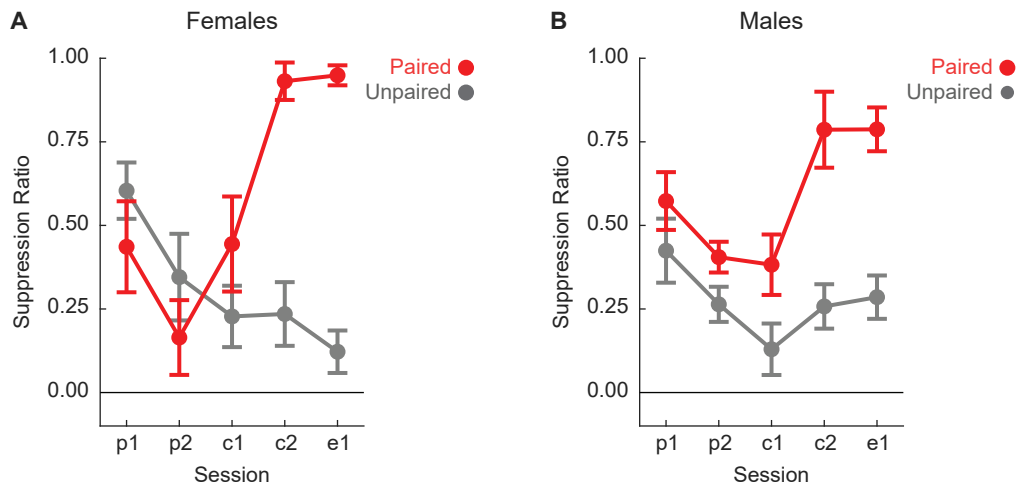 A
Females
Paired
Unpaired
Suppression Ratio
1.00
0.75
0.50
0.25
0.00
p1 p2 c1 c2 e1
Session
B
Males
Paired
Unpaired
Suppression Ratio
1.00
0.75
0.50
0.25
0.00
p1 p2 c1 c2 e1
Session